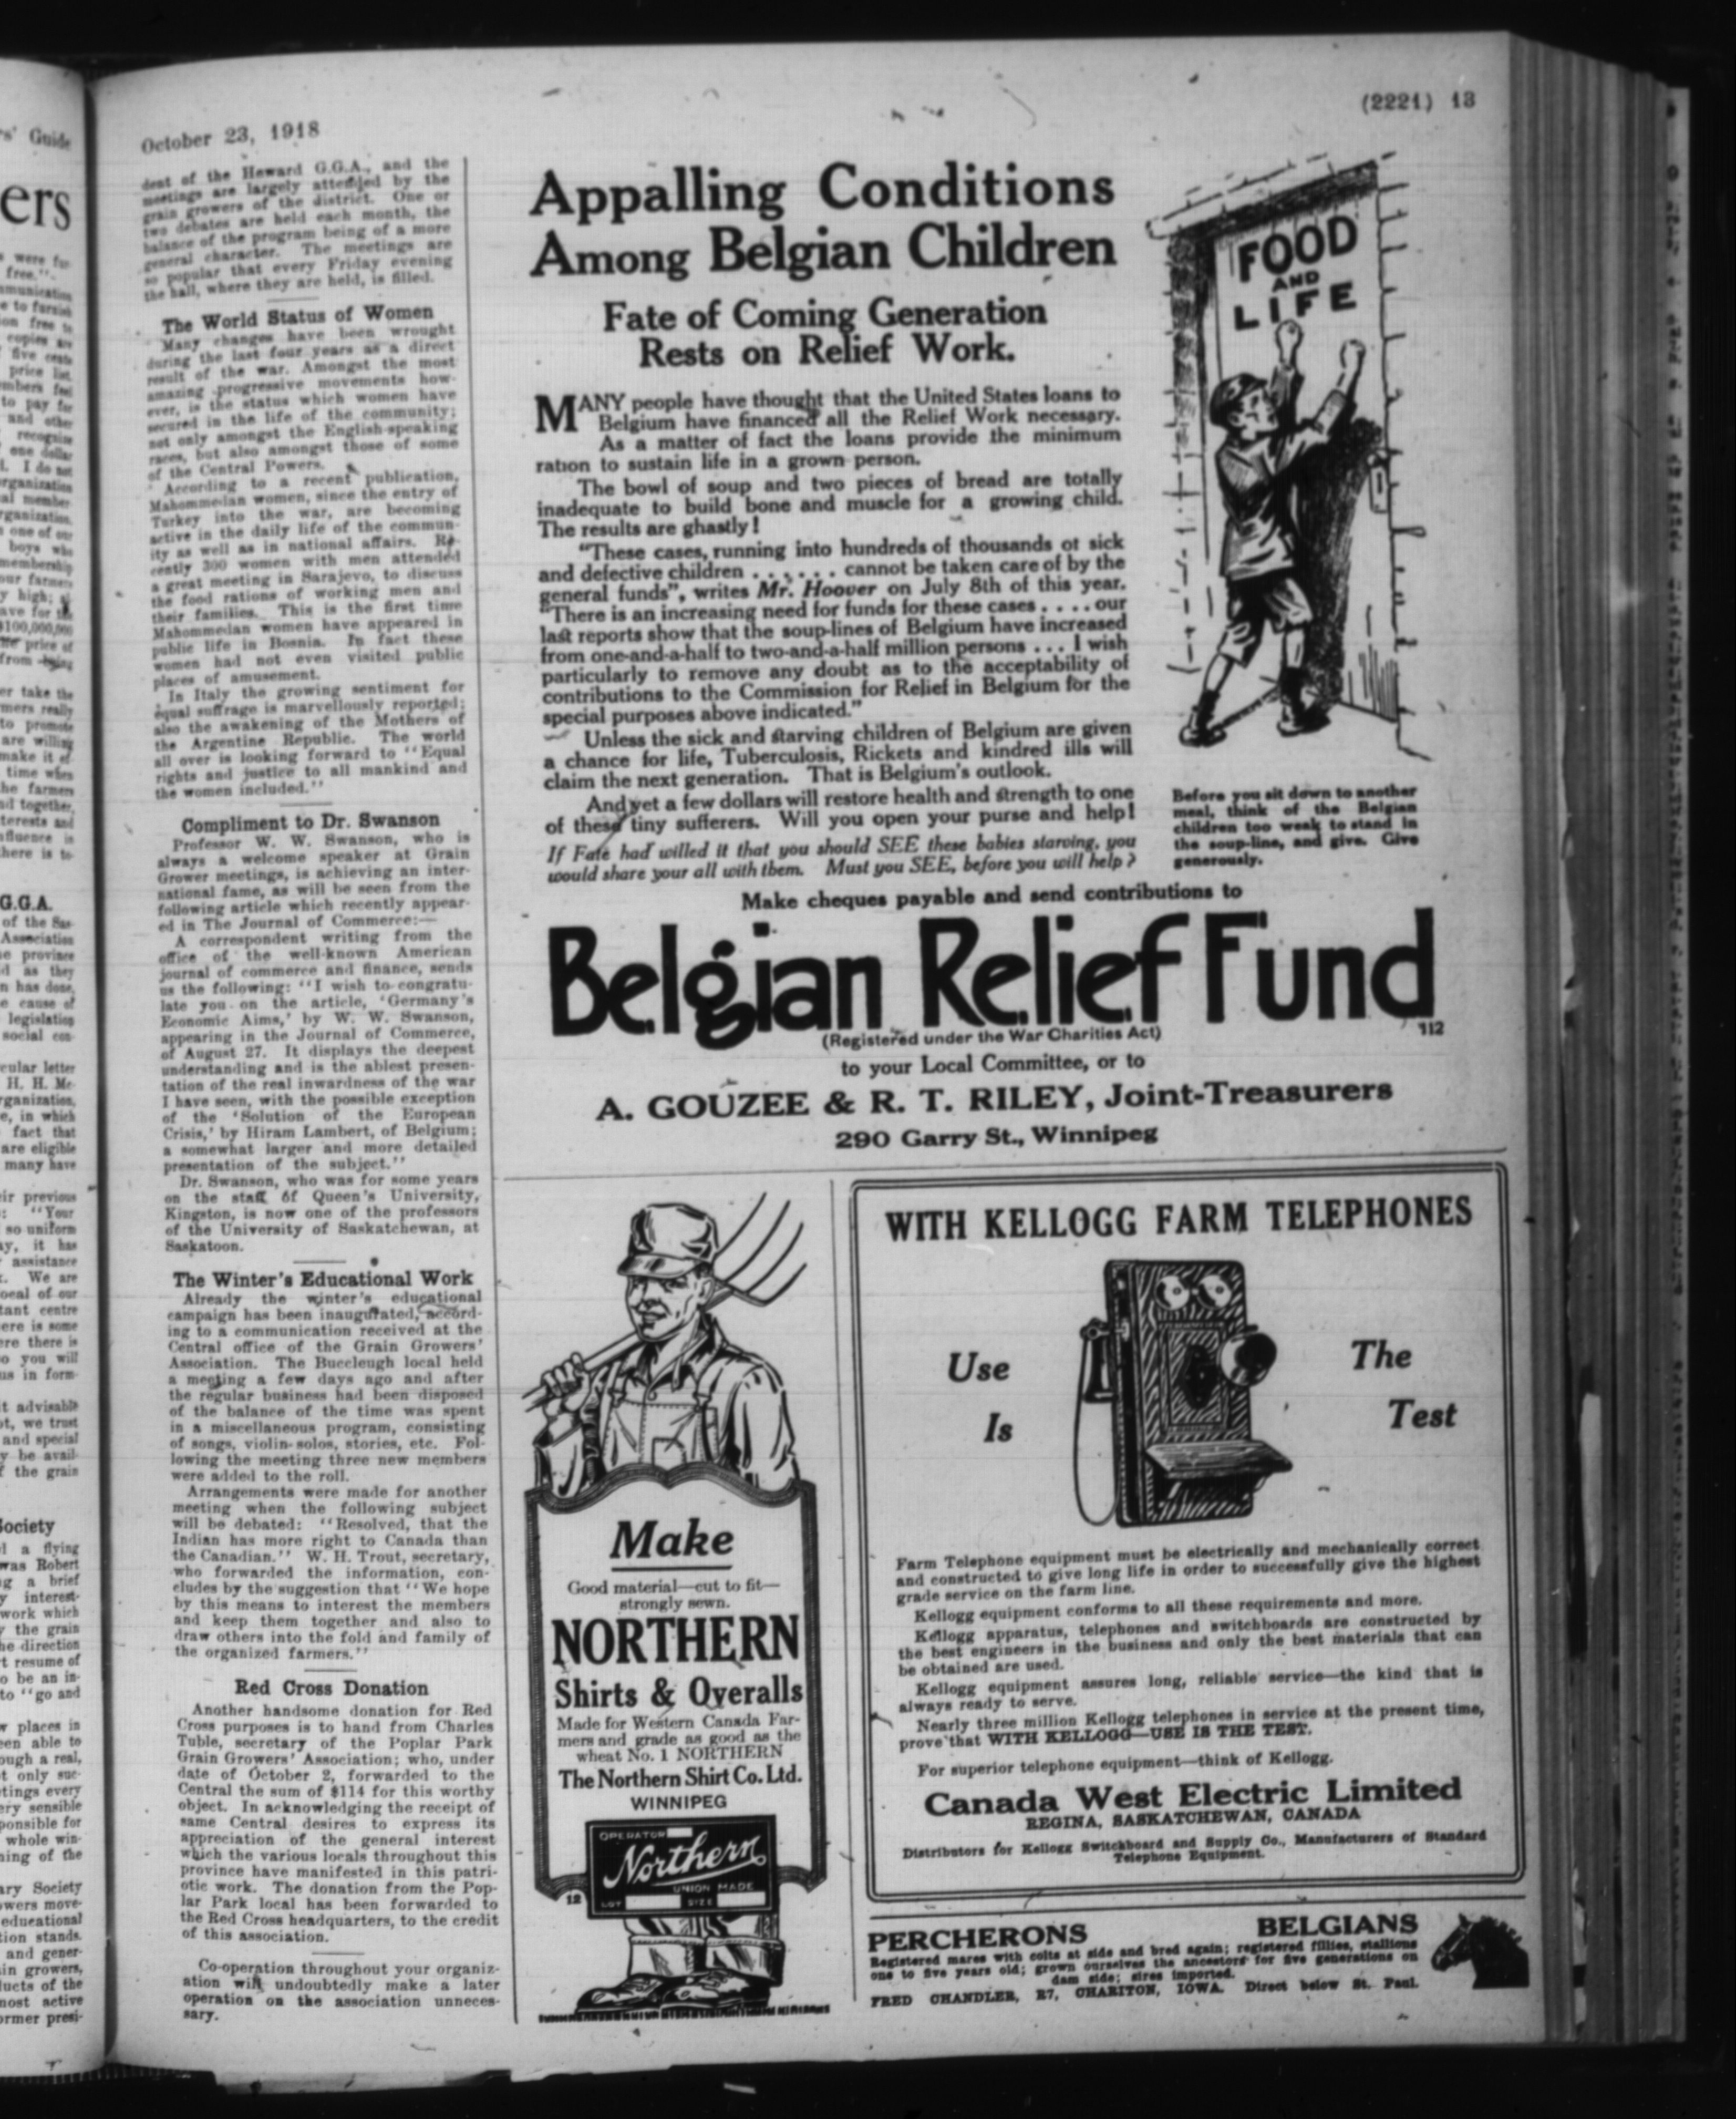 October 23, 1918
(2221) 13
dent of the Heward G.G.A., and the
meetings are largely attended by the
grain growers of the district. One or
two debates are held each month, the
balance of the program being of a more
general character. The meetings are
so popular that every Friday evening
the hall, where they are held, is filled.
The World Status of Women
Many changes have been wrought
during the last four years as a direct
result of the war. Amongst the most
amazing progressive movements how-
ever, is the status which women have
secured in the life of the community;
not only amongst the English-speaking
races, but also amongst those of some
of the Central Powers.
According to a recent publication,
Mahommedan women, since the entry of
Turkey into the war, are becoming
active in the daily life of the commun-
ity as well as in national affairs. Re-
cently 300 women with men attended
a great meeting in Sarajevo, to discuss
the food rations of working men and
their families. This is the first time
Mahommedan women have appeared in
public life in Bosnia. In fact these
women had not even visited public
places of amusement.
In Italy the growing sentiment for
equal suffrage is marvellously reported;
also the awakening of the Mothers of
the Argentine Republic. The world
all over is looking forward to "Equal
rights and justice to all mankind and
the women included."
Compliment to Dr. Swanson
Professor W. W. Swanson, who is
always a welcome speaker at Grain
Grower meetings, is achieving an inter-
national fame, as will be seen from the
following article which recently appear-
ed in The Journal of Commerce:—
A correspondent writing from the
office of the well-known American
journal of commerce and finance, sends
us the following: "I wish to congratu-
late you on the article, 'Germany's
Economic Aims,' by W. W. Swanson,
appearing in the Journal of Commerce,
of August 27. It displays the deepest
understanding and is the ablest presen-
tation of the real inwardness of the war
I have seen, with the possible exception
of the 'Solution of the European
Crisis,' by Hiram Lambert, of Belgium;
a somewhat larger and more detailed
presentation of the subject."
Dr. Swanson, who was for some years
on the staff of Queen's University,
Kingston, is now one of the professors
of the University of Saskatchewan, at
Saskatoon.
The Winter's Educational Work
Already the winter's educational
campaign has been inaugurated, accord-
ing to a communication received at the
Central office of the Grain Growers'
Association. The Buccleugh local held
a meeting a few days ago and after
the regular business had been disposed
of the balance of the time was spent
in a miscellaneous program, consisting
of songs, violin-solos, stories, etc. Fol-
lowing the meeting three new members
were added to the roll.
Arrangements were made for another
meeting when the following subject
will be debated: "Resolved, that the
Indian has more right to Canada than
the Canadian." W. H. Trout, secretary,
who forwarded the information, con-
cludes by the suggestion that "We hope
by this means to interest the members
and keep them together and also to
draw others into the fold and family of
the organized farmers."
Red Cross Donation
Another handsome donation for Red
Cross purposes is to hand from Charles
Tuble, secretary of the Poplar Park
Grain Growers' Association; who, under
date of October 2, forwarded to the
Central the sum of $114 for this worthy
object. In acknowledging the receipt of
same Central desires to express its
appreciation of the general interest
which the various locals throughout this
province have manifested in this patri-
otic work. The donation from the Pop-
lar Park local has been forwarded to
the Red Cross headquarters, to the credit
of this association.
Co-operation throughout your organiz-
ation will undoubtedly make a later
operation on the association unneces-
sary.
Appalling Conditions
Among Belgian Children
Fate of Coming Generation
Rests on Relief Work.
MANY people have thought that the United States loans to
Belgium have financed all the Relief Work necessary.
As a matter of fact the loans provide the minimum
ration to sustain life in a grown person.
The bowl of soup and two pieces of bread are totally
inadequate to build bone and muscle for a growing child.
The results are ghastly!
"These cases, running into hundreds of thousands of sick
and defective children . . . . . . cannot be taken care of by the
general funds", writes Mr. Hoover on July 8th of this year.
"There is an increasing need for funds for these cases . . . . our
last reports show that the soup-lines of Belgium have increased
from one-and-a-half to two-and-a-half million persons . . . I wish
particularly to remove any doubt as to the acceptability of
contributions to the Commission for Relief in Belgium for the
special purposes above indicated."
Unless the sick and starving children of Belgium are given
a chance for life, Tuberculosis, Rickets and kindred ills will
claim the next generation. That is Belgium's outlook.
And yet a few dollars will restore health and strength to one
of these tiny sufferers. Will you open your purse and help!
If Fate had willed it that you should SEE these babies starving, you
would share your all with them. Must you SEE, before you will help?
FOOD
AND
LIFE
Before you sit down to another
meal, think of the Belgian
children too weak to stand in
the soup-line, and give. Give
generously.
Make cheques payable and send contributions to
Belgian Relief Fund
(Registered under the War Charities Act)
112
to your Local Committee, or to
A. GOUZEE & R. T. RILEY, Joint-Treasurers
290 Garry St., Winnipeg
Make
Good material—cut to fit—
strongly sewn.
NORTHERN
Shirts & Overalls
Made for Western Canada Far-
mers and grade as good as the
wheat No. 1 NORTHERN
The Northern Shirt Co. Ltd.
WINNIPEG
OPERATOR
Northern
UNION MADE
LOT SIZE
12
WITH KELLOGG FARM TELEPHONES
Use The
Is Test
Farm Telephone equipment must be electrically and mechanically correct
and constructed to give long life in order to successfully give the highest
grade service on the farm line.
Kellogg equipment conforms to all these requirements and more.
Kellogg apparatus, telephones and switchboards are constructed by
the best engineers in the business and only the best materials that can
be obtained are used.
Kellogg equipment assures long, reliable service—the kind that is
always ready to serve.
Nearly three million Kellogg telephones in service at the present time,
prove that WITH KELLOGG—USE IS THE TEST.
For superior telephone equipment—think of Kellogg.
Canada West Electric Limited
REGINA, SASKATCHEWAN, CANADA
Distributors for Kellogg Switchboard and Supply Co., Manufacturers of Standard
Telephone Equipment.
PERCHERONS BELGIANS
Registered mares with colts at side and bred again; registered fillies, stallions
one to five years old; grown ourselves the ancestors for five generations on
dam side; sires imported.
FRED CHANDLER, R7, CHARITON, IOWA. Direct below St. Paul.